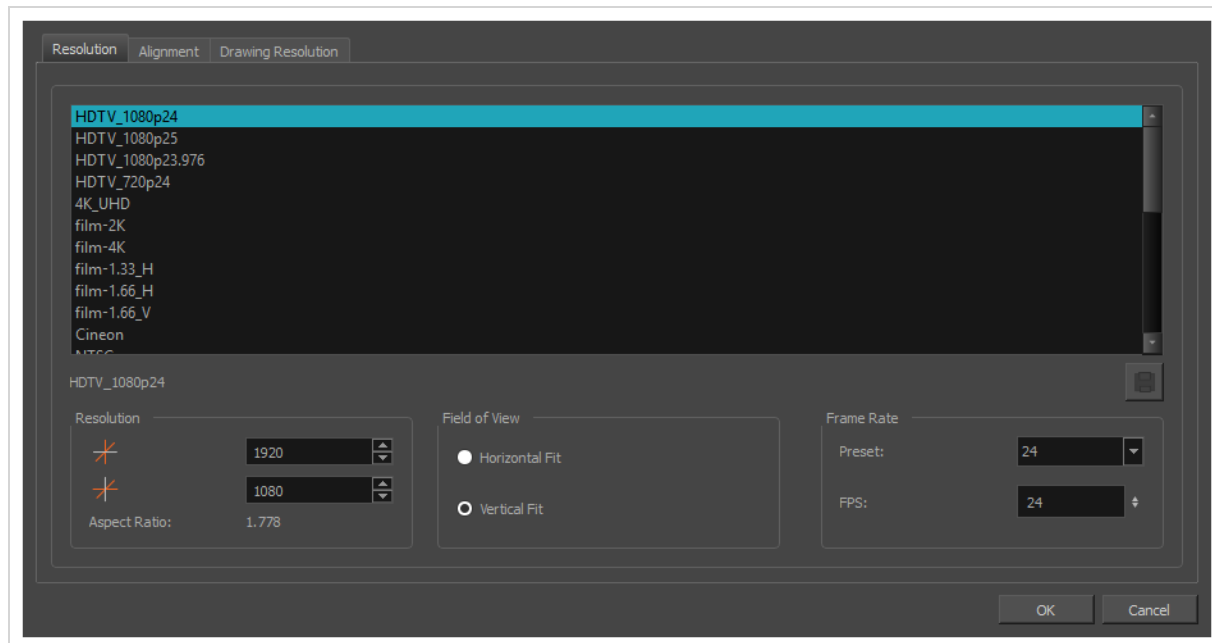 Resolution Alignment Drawing Resolution
HDTV_1080p24
HDTV_1080p25
HDTV_1080p23.976
HDTV_720p24
4K_UHD
film-2K
film-4K
film-1.33_H
film-1.66_H
film-1.66_V
Cineon
HDTV_1080p24
Resolution
1920
1080
Aspect Ratio: 1.778
Field of View
Horizontal Fit
Vertical Fit
Frame Rate
Preset: 24
FPS: 24
OK Cancel